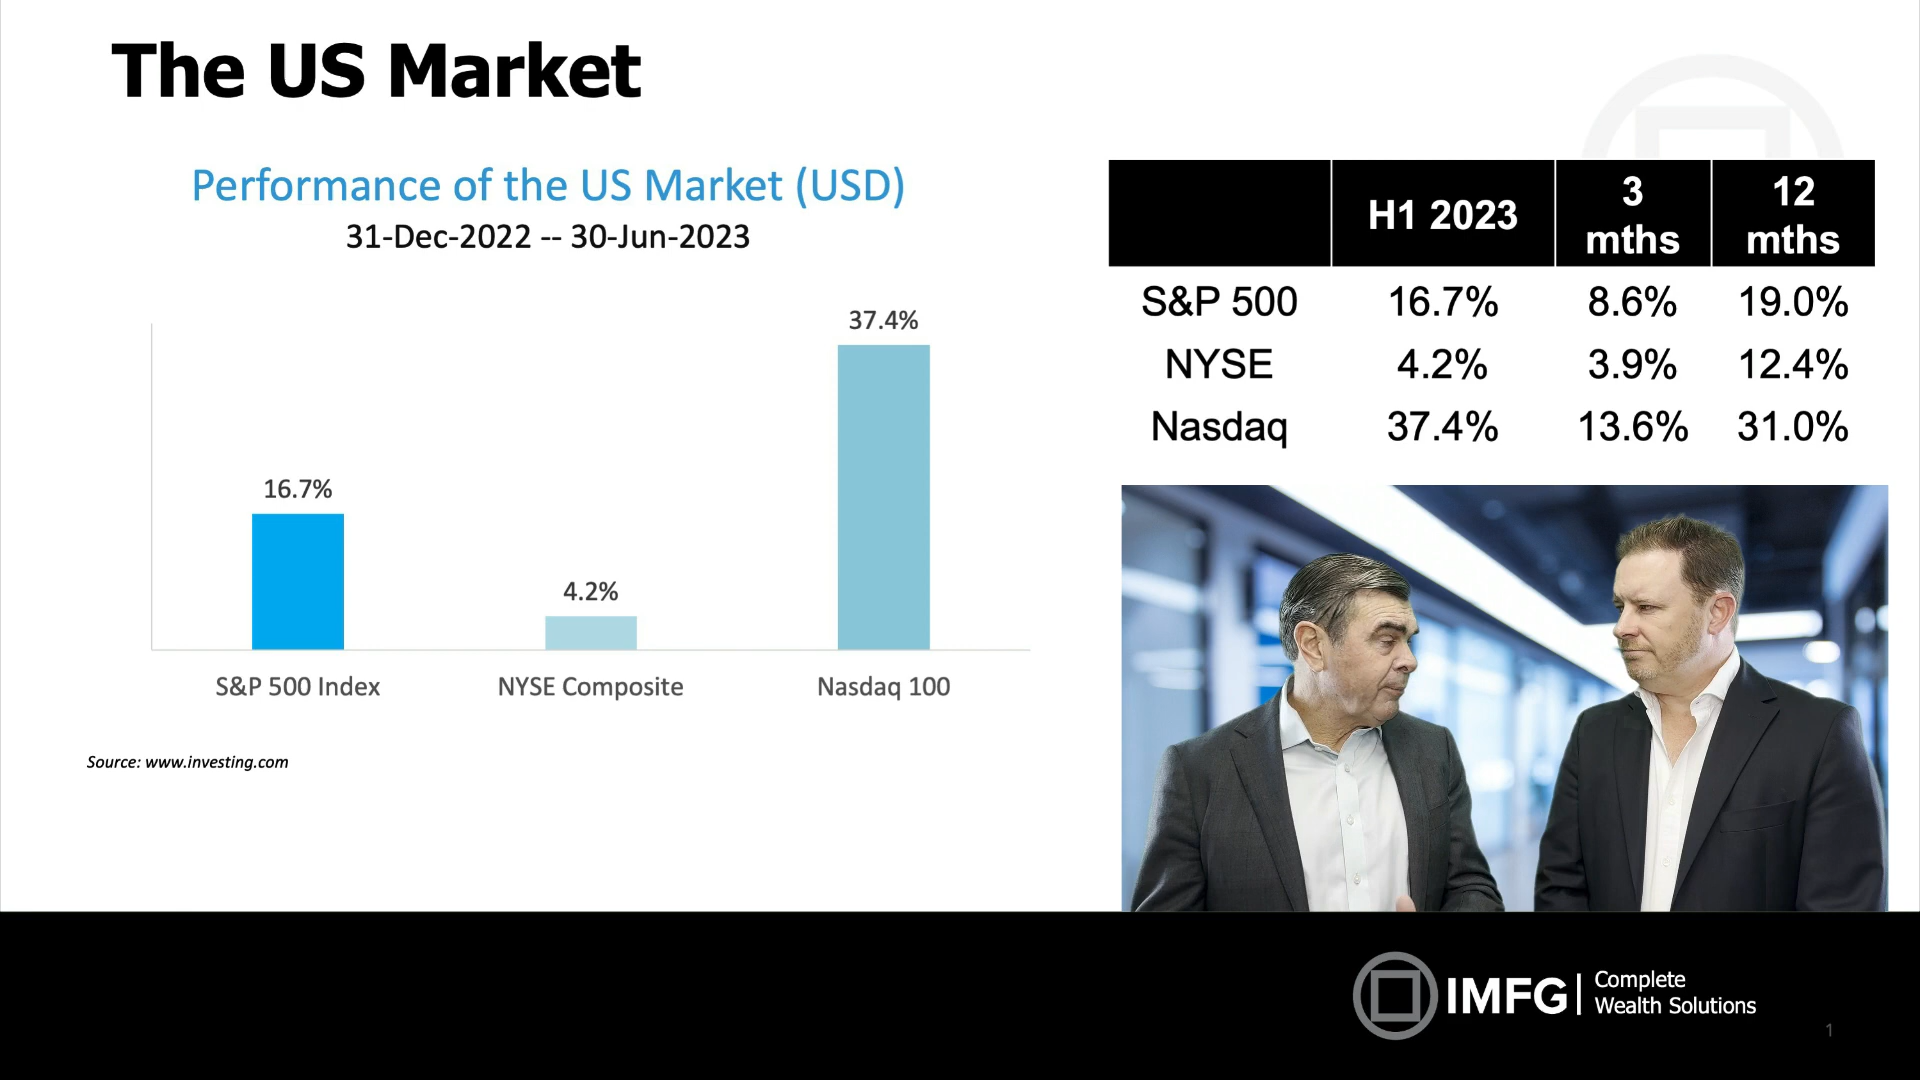 The US Market
Performance of the US Market (USD)
31-Dec-2022 -- 30-Jun-2023
37.4%
16.7%
4.2%
S&P 500 Index NYSE Composite Nasdaq 100
Source: www.investing.com
H1 2023 3 mths 12 mths
S&P 500 16.7% 8.6% 19.0%
NYSE 4.2% 3.9% 12.4%
Nasdaq 37.4% 13.6% 31.0%
IMFG
Complete
Wealth Solutions
1